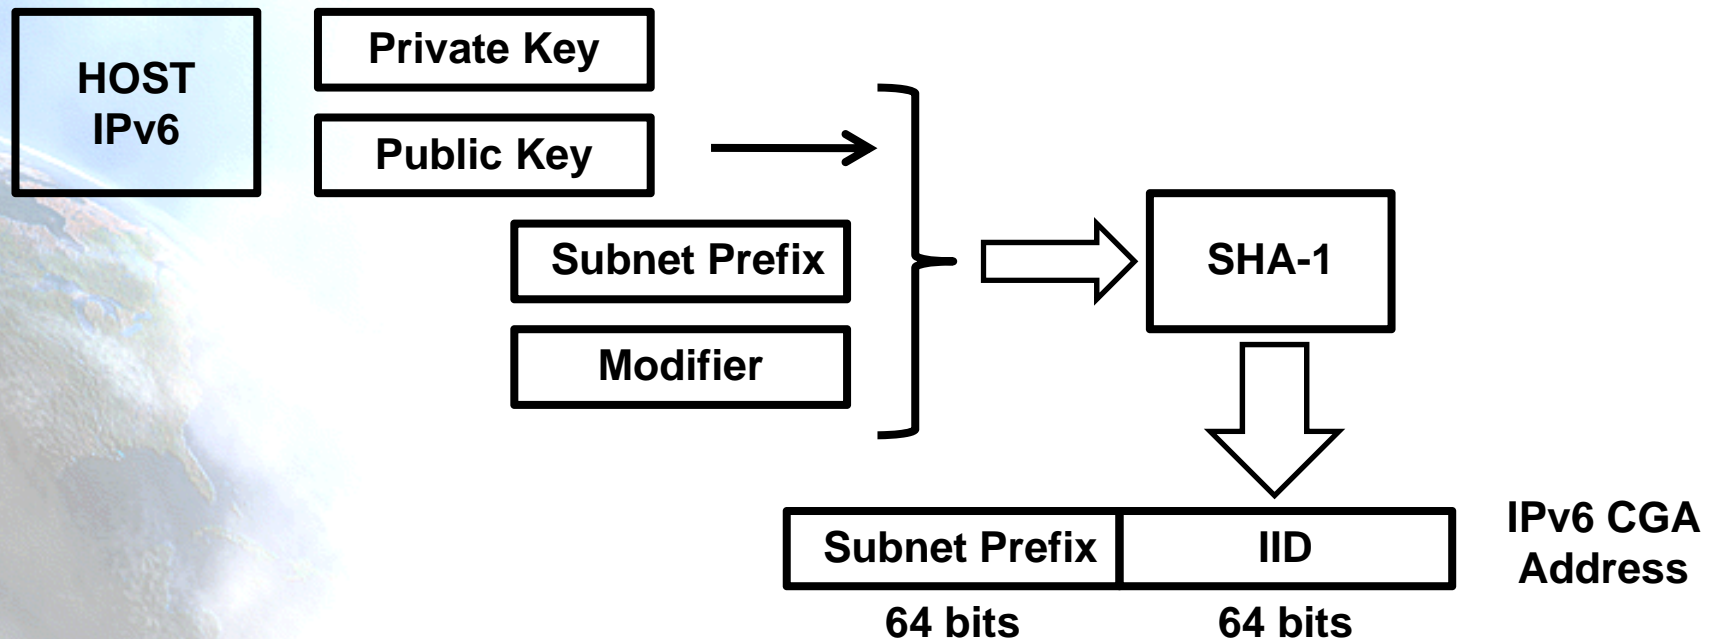 HOST
IPv6
Private Key
Public Key
Subnet Prefix
Modifier
SHA-1
Subnet Prefix
IID
IPv6 CGA
Address
64 bits
64 bits